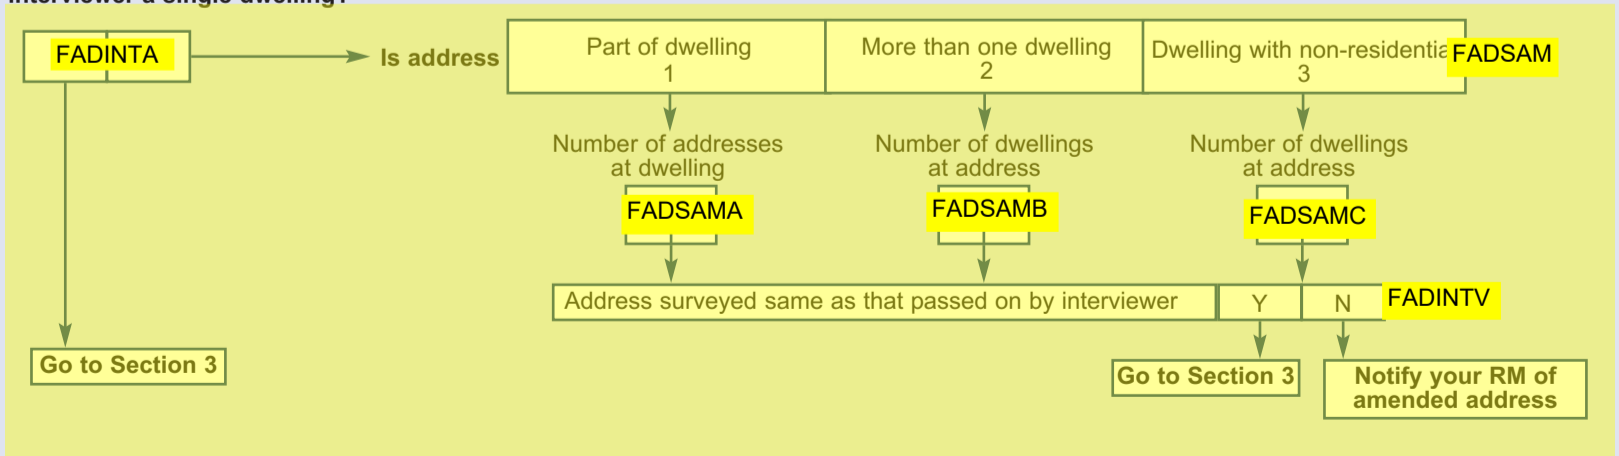 interviewer a single dwelling?
FADINTA
Is address
Part of dwelling
1
More than one dwelling
2
Dwelling with non-residentia
3
FADSAM
Number of addresses
at dwelling
Number of dwellings
at address
Number of dwellings
at address
FADSAMA
FADSAMB
FADSAMC
Address surveyed same as that passed on by interviewer
Y
N
FADINTV
Go to Section 3
Go to Section 3
Notify your RM of
amended address